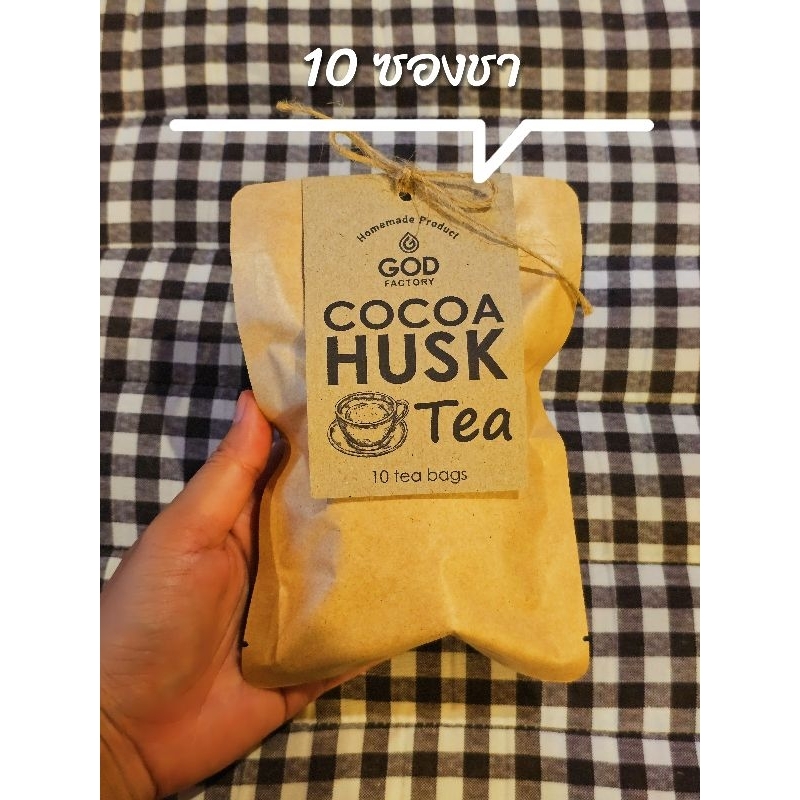 10 ซองชา
Homemade Product
GOD
FACTORY
COCOA
HUSK
Tea
10 tea bags